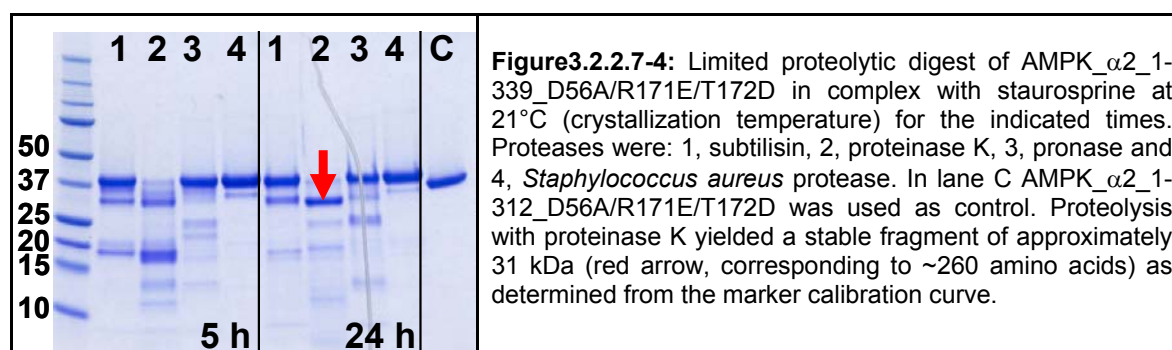 1 2 3 4 1 2 3 4 C
50
37
25
20
15
10
5 h 24 h
Figure3.2.2.7-4: Limited proteolytic digest of AMPK_α2_1-
339_D56A/R171E/T172D in complex with staurosprine at
21°C (crystallization temperature) for the indicated times.
Proteases were: 1, subtilisin, 2, proteinase K, 3, pronase and
4, Staphylococcus aureus protease. In lane C AMPK_α2_1-
312_D56A/R171E/T172D was used as control. Proteolysis
with proteinase K yielded a stable fragment of approximately
31 kDa (red arrow, corresponding to ~260 amino acids) as
determined from the marker calibration curve.